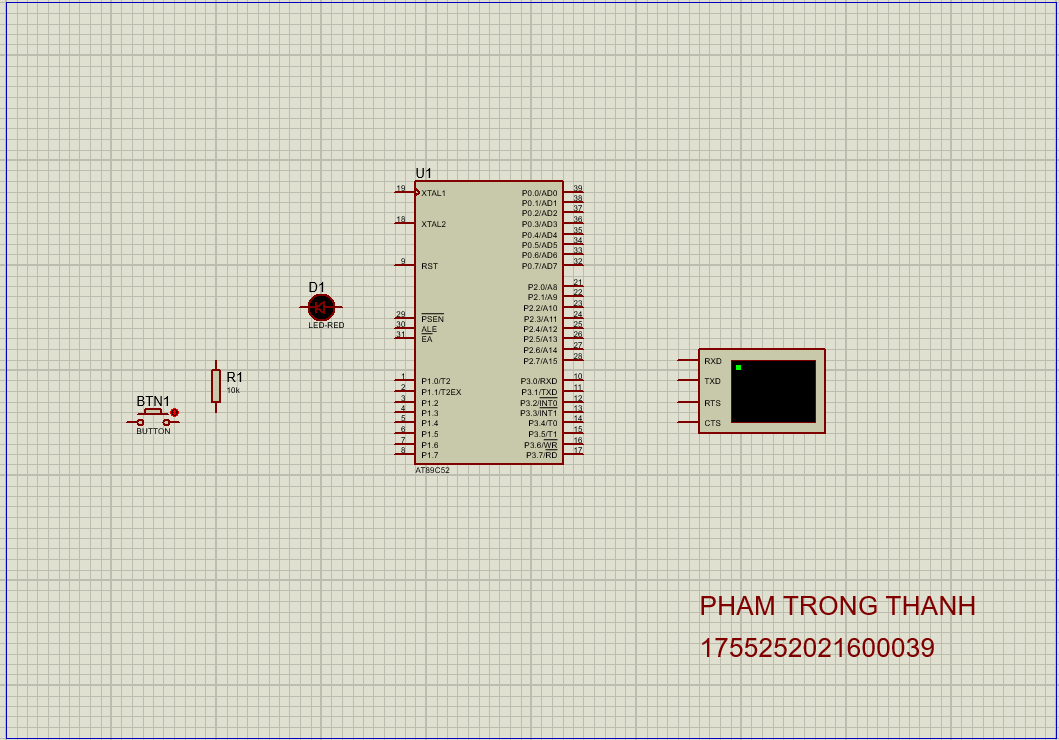 U1
19 XTAL1 P0.0/AD0 39
P0.1/AD1 38
P0.2/AD2 37
18 XTAL2 P0.3/AD3 36
P0.4/AD4 35
P0.5/AD5 34
P0.6/AD6 33
9 RST P0.7/AD7 32
P2.0/A8 21
P2.1/A9 22
P2.2/A10 23
29 PSEN P2.3/A11 24
30 ALE P2.4/A12 25
31 EA P2.5/A13 26
P2.6/A14 27
P2.7/A15 28
1 P1.0/T2 P3.0/RXD 10
2 P1.1/T2EX P3.1/TXD 11
3 P1.2 P3.2/INT0 12
4 P1.3 P3.3/INT1 13
5 P1.4 P3.4/T0 14
6 P1.5 P3.5/T1 15
7 P1.6 P3.6/WR 16
8 P1.7 P3.7/RD 17
AT89C52
D1
LED-RED
R1
10k
BTN1
BUTTON
RXD
TXD
RTS
CTS
PHAM TRONG THANH
1755252021600039